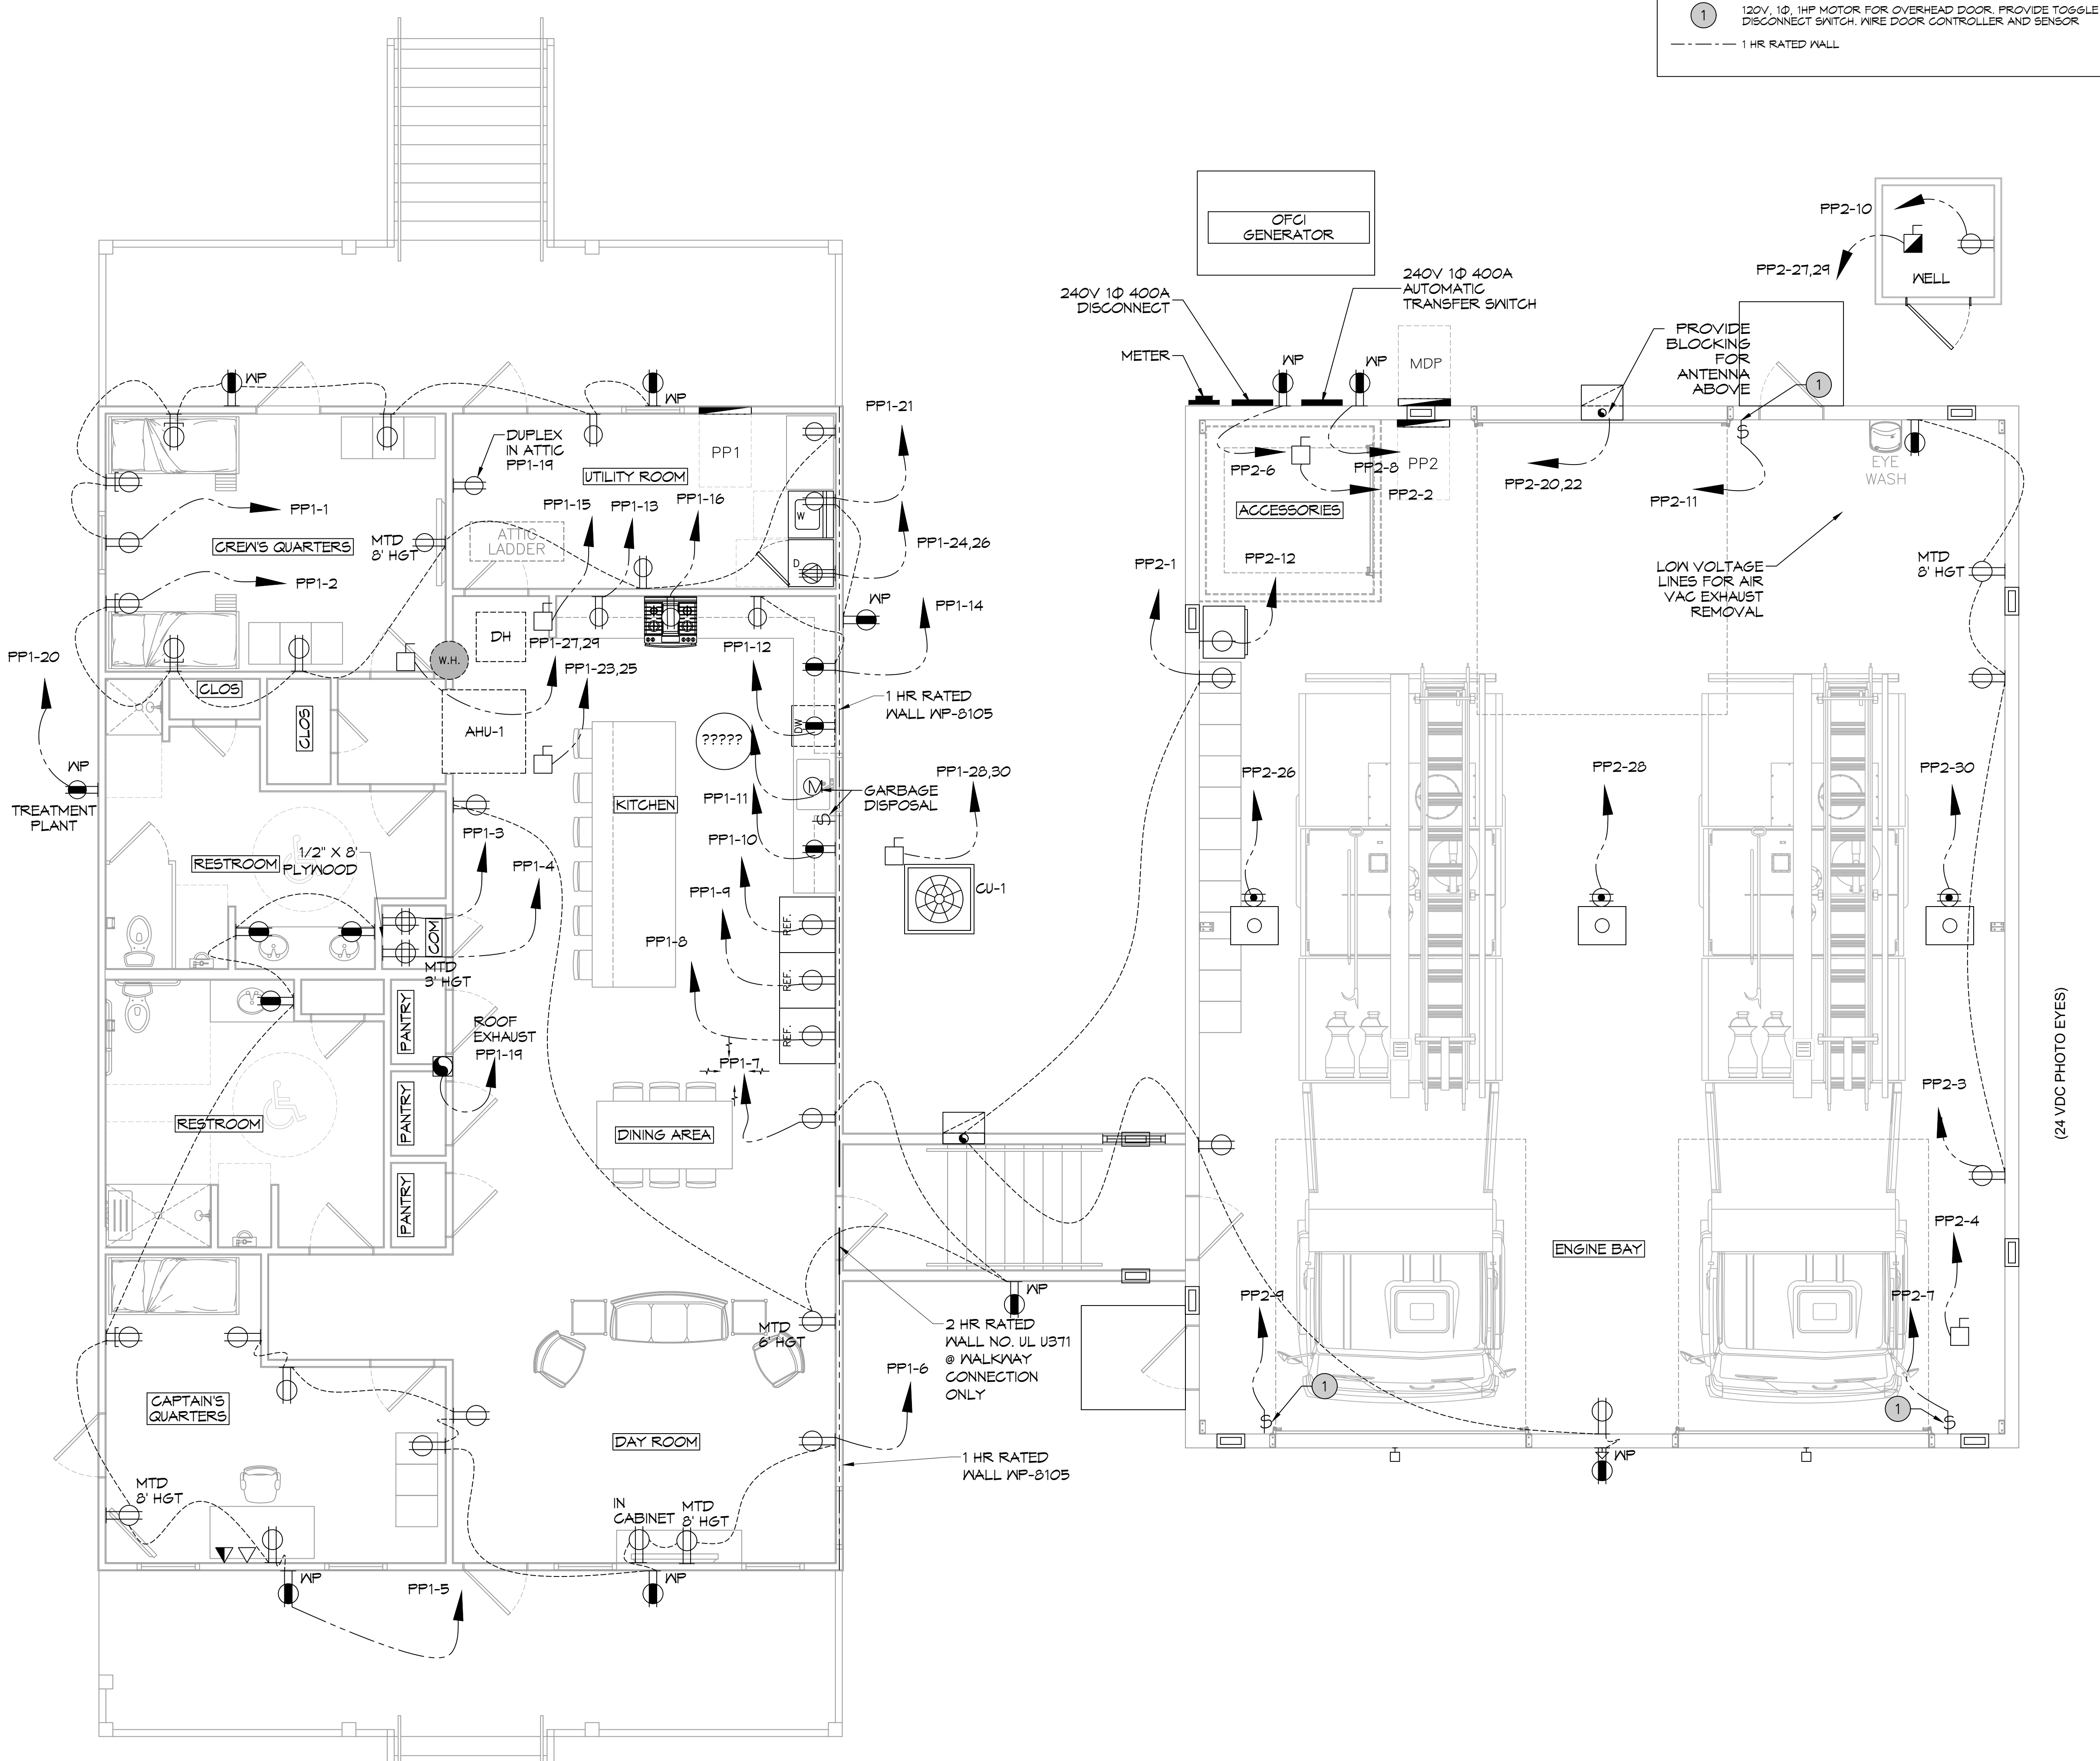 1
120V, 1Φ, 1HP MOTOR FOR OVERHEAD DOOR. PROVIDE TOGGLE
DISCONNECT SWITCH. WIRE DOOR CONTROLLER AND SENSOR
1 HR RATED WALL
OFCI
GENERATOR
240V 1Φ 400A
DISCONNECT
240V 1Φ 400A
AUTOMATIC
TRANSFER SWITCH
METER
WP
WP
MDP
PROVIDE
BLOCKING
FOR
ANTENNA
ABOVE
1
PP2-10
PP2-27,29
WELL
WP
WP
PP1-21
DUPLEX
IN ATTIC
PP1-19
UTILITY ROOM
PP1
PP1-15
PP1-13
PP1-16
PP1-1
CREW'S QUARTERS
MTD
8' HGT
ATTIC
LADDER
W
D
PP1-24,26
PP1-2
PP2-6
PP2-8
PP2
PP2-2
ACCESSORIES
PP2-20,22
S
PP2-11
EYE
WASH
PP2-1
PP2-12
LOW VOLTAGE
LINES FOR AIR
VAC EXHAUST
REMOVAL
MTD
8' HGT
WP
PP1-14
DH
W.H.
PP1-27,29
PP1-23,25
PP1-12
PP1-20
CLOS
CLOS
AHU-1
?????
DW
1 HR RATED
WALL WP-8105
WP
TREATMENT
PLANT
KITCHEN
PP1-11
M
GARBAGE
DISPOSAL
S
PP1-28,30
PP2-26
PP2-28
PP2-30
PP1-3
RESTROOM
1/2" X 8'
PLYWOOD
PP1-4
PP1-10
PP1-9
REF.
CU-1
COM
MTD
3' HGT
PP1-8
REF.
REF.
PANTRY
ROOF
EXHAUST
PP1-19
PP1-7
PANTRY
RESTROOM
DINING AREA
PANTRY
(24 VDC PHOTO EYES)
PP2-3
PP2-4
ENGINE BAY
WP
MTD
6' HGT
2 HR RATED
WALL NO. UL U371
@ WALKWAY
CONNECTION
ONLY
PP2-9
PP2-7
PP1-6
1
S
1
S
CAPTAIN'S
QUARTERS
DAY ROOM
1 HR RATED
WALL WP-8105
WP
MTD
8' HGT
IN
CABINET
MTD
8' HGT
WP
PP1-5
WP